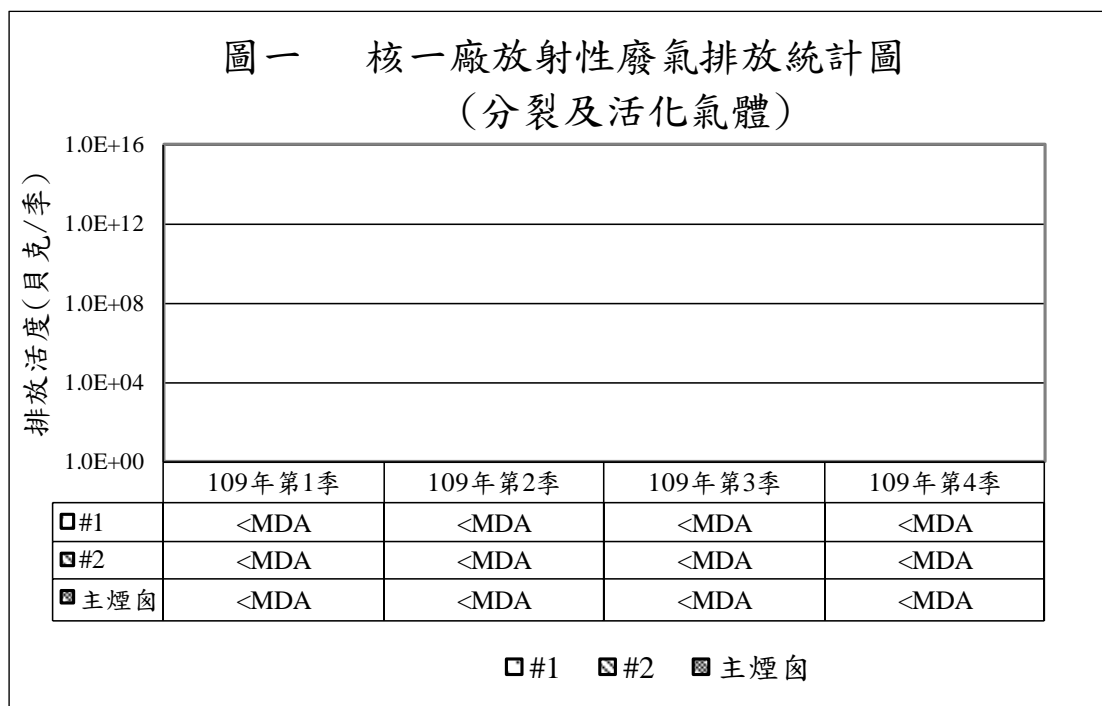 圖一 核一廠放射性廢氣排放統計圖
(分裂及活化氣體)
排放活度(貝克/季)
1.0E+16
1.0E+12
1.0E+08
1.0E+04
1.0E+00
109年第1季 109年第2季 109年第3季 109年第4季
#1 <MDA <MDA <MDA <MDA
#2 <MDA <MDA <MDA <MDA
主煙囪 <MDA <MDA <MDA <MDA
#1 #2 主煙囪